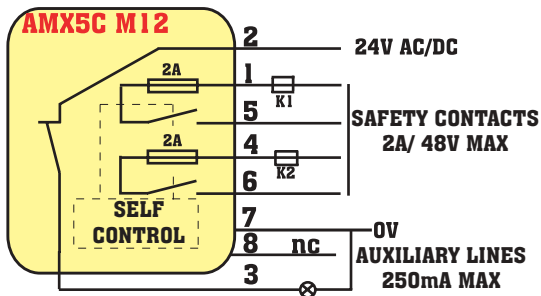 AMX5C M12
2
24V AC/DC
2A
1
K1
5
SAFETY CONTACTS
2A/ 48V MAX
2A
4
K2
6
SELF
CONTROL
7
0V
8
nc
AUXILIARY LINES
250mA MAX
3